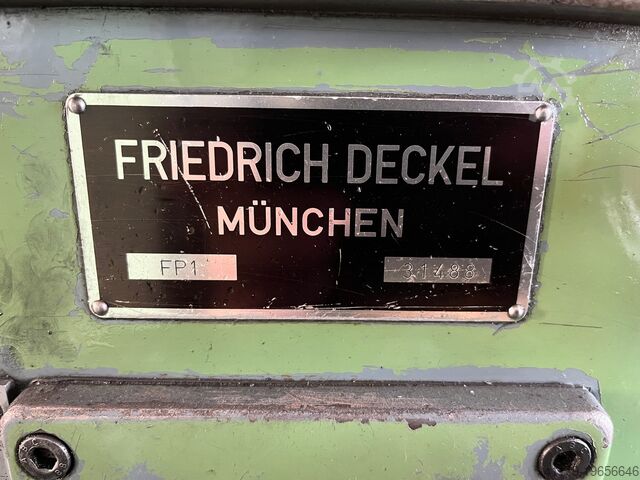 FRIEDRICH DECKEL
MÜNCHEN
FP1 31488
9656646